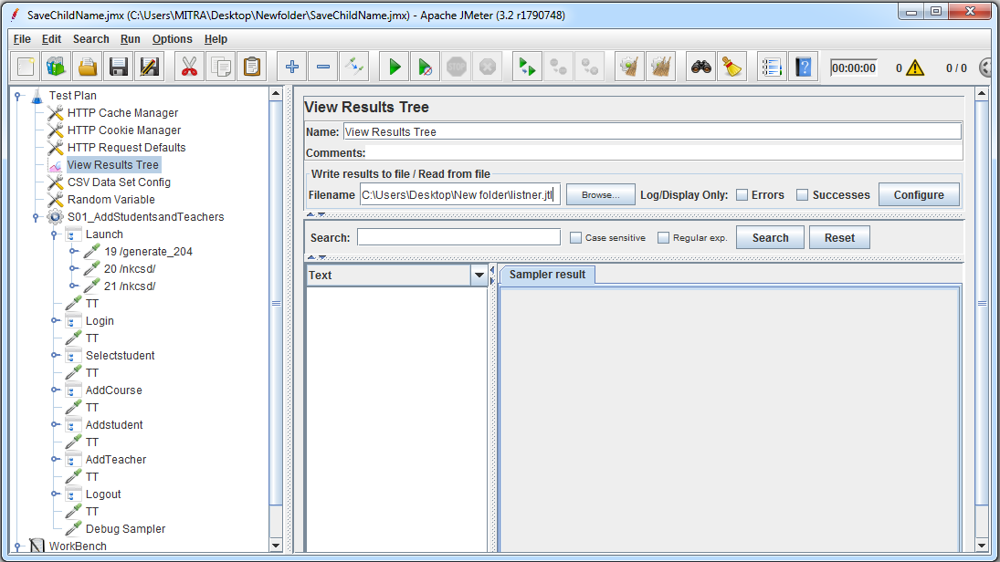 SaveChildName.jmx (C:\Users\MITRA\Desktop\Newfolder\SaveChildName.jmx) - Apache JMeter (3.2 r1790748)
File Edit Search Run Options Help
STOP ? 00:00:00 0 0 / 0
Test Plan
HTTP Cache Manager
HTTP Cookie Manager
HTTP Request Defaults
View Results Tree
CSV Data Set Config
Random Variable
S01_AddStudentsandTeachers
Launch
19 /generate_204
20 /nkcsd/
21 /nkcsd/
TT
Login
TT
Selectstudent
TT
AddCourse
TT
Addstudent
TT
AddTeacher
TT
Logout
TT
Debug Sampler
WorkBench
View Results Tree
Name: View Results Tree
Comments:
Write results to file / Read from file
Filename C:\Users\Desktop\New folder\listner.jtl Browse... Log/Display Only: Errors Successes Configure
Search: Case sensitive Regular exp. Search Reset
Text
Sampler result